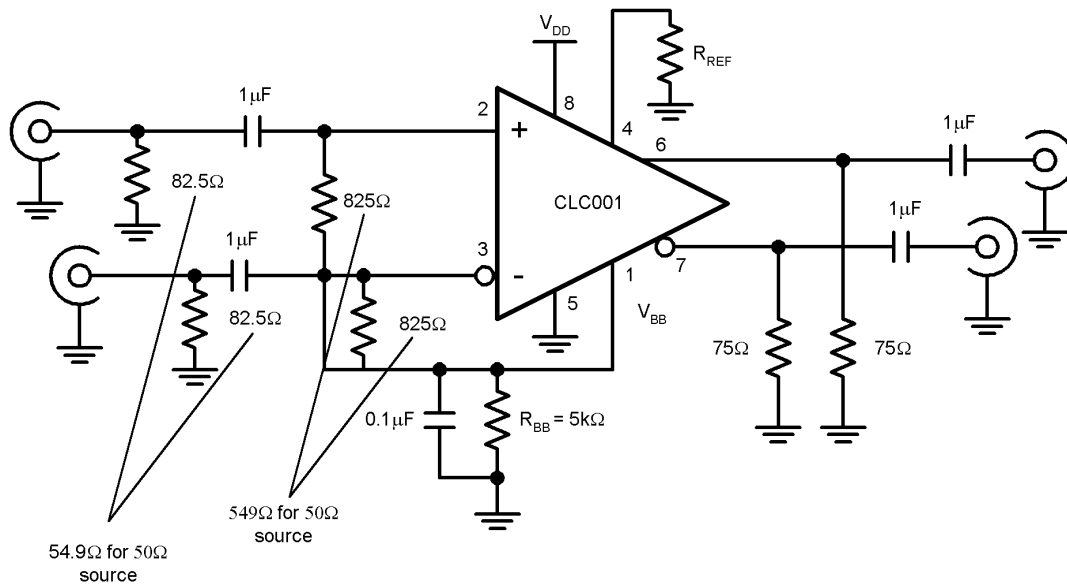 V_DD
R_REF
1μF
2
+
8
4
6
1μF
82.5Ω
825Ω
CLC001
1μF
1μF
3
-
5
1
7
82.5Ω
825Ω
V_BB
75Ω
75Ω
0.1μF
R_BB = 5kΩ
549Ω for 50Ω
source
54.9Ω for 50Ω
source